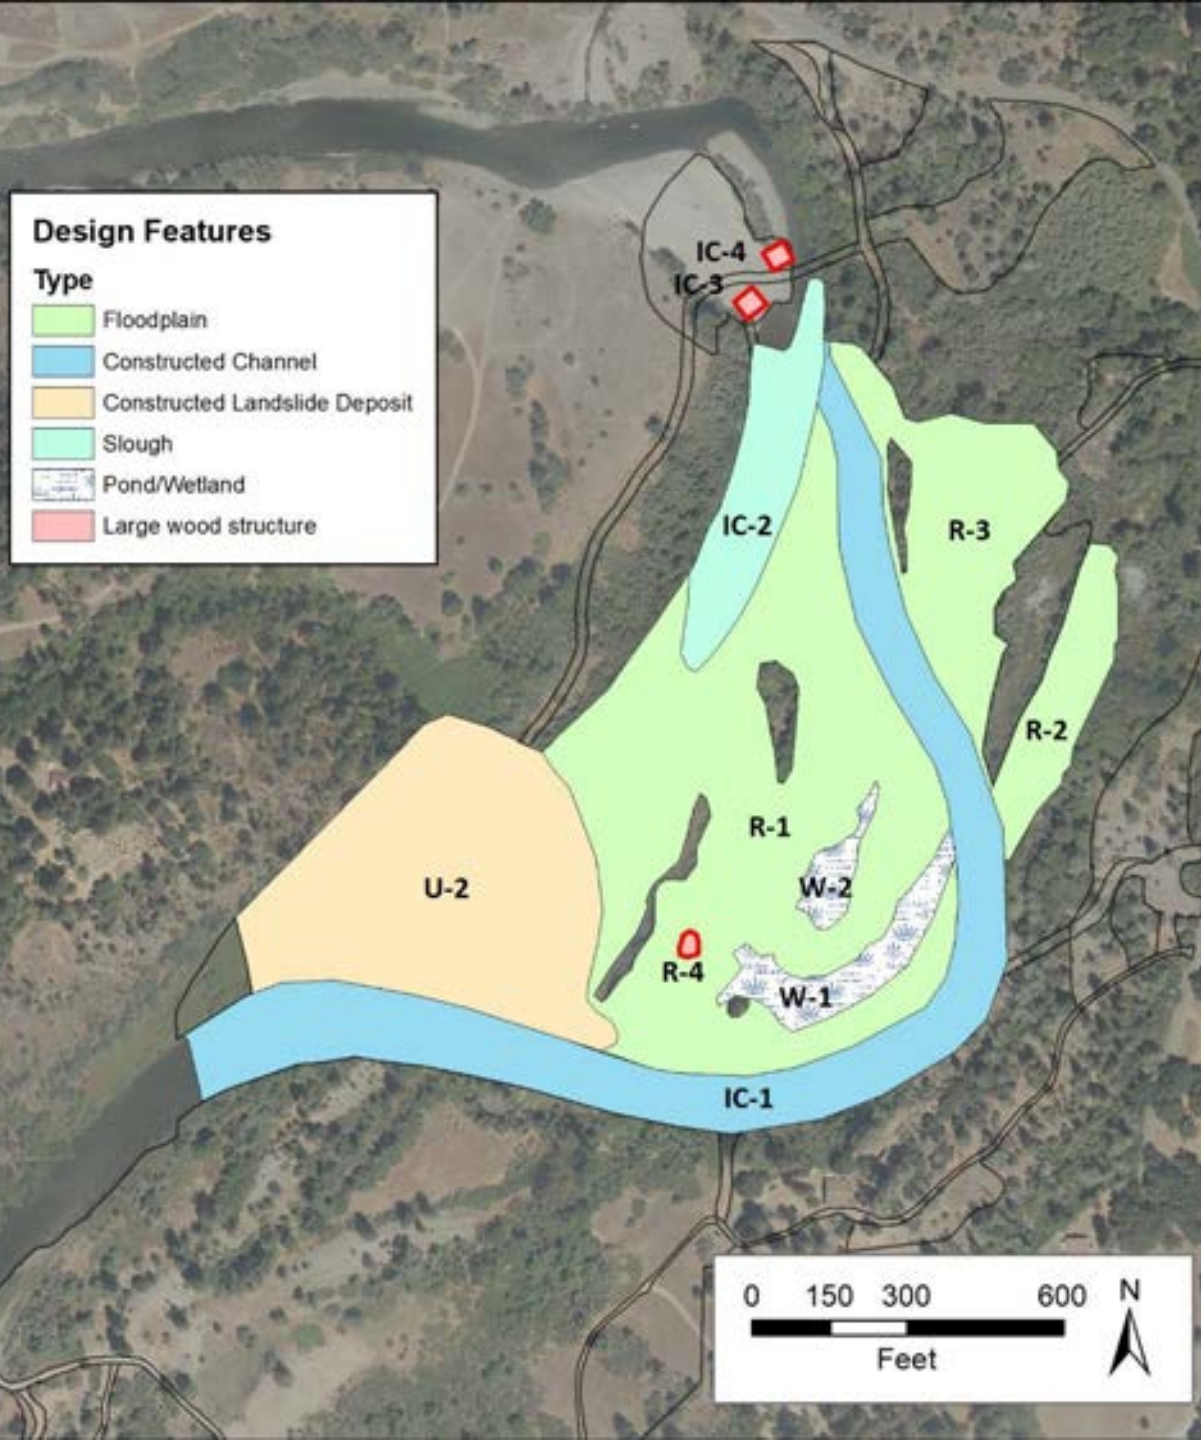 Design Features
Type
Floodplain
Constructed Channel
Constructed Landslide Deposit
Slough
Pond/Wetland
Large wood structure
IC-4
IC-3
IC-2
R-3
R-2
R-1
W-2
U-2
R-4
W-1
IC-1
0 150 300 600
Feet
N